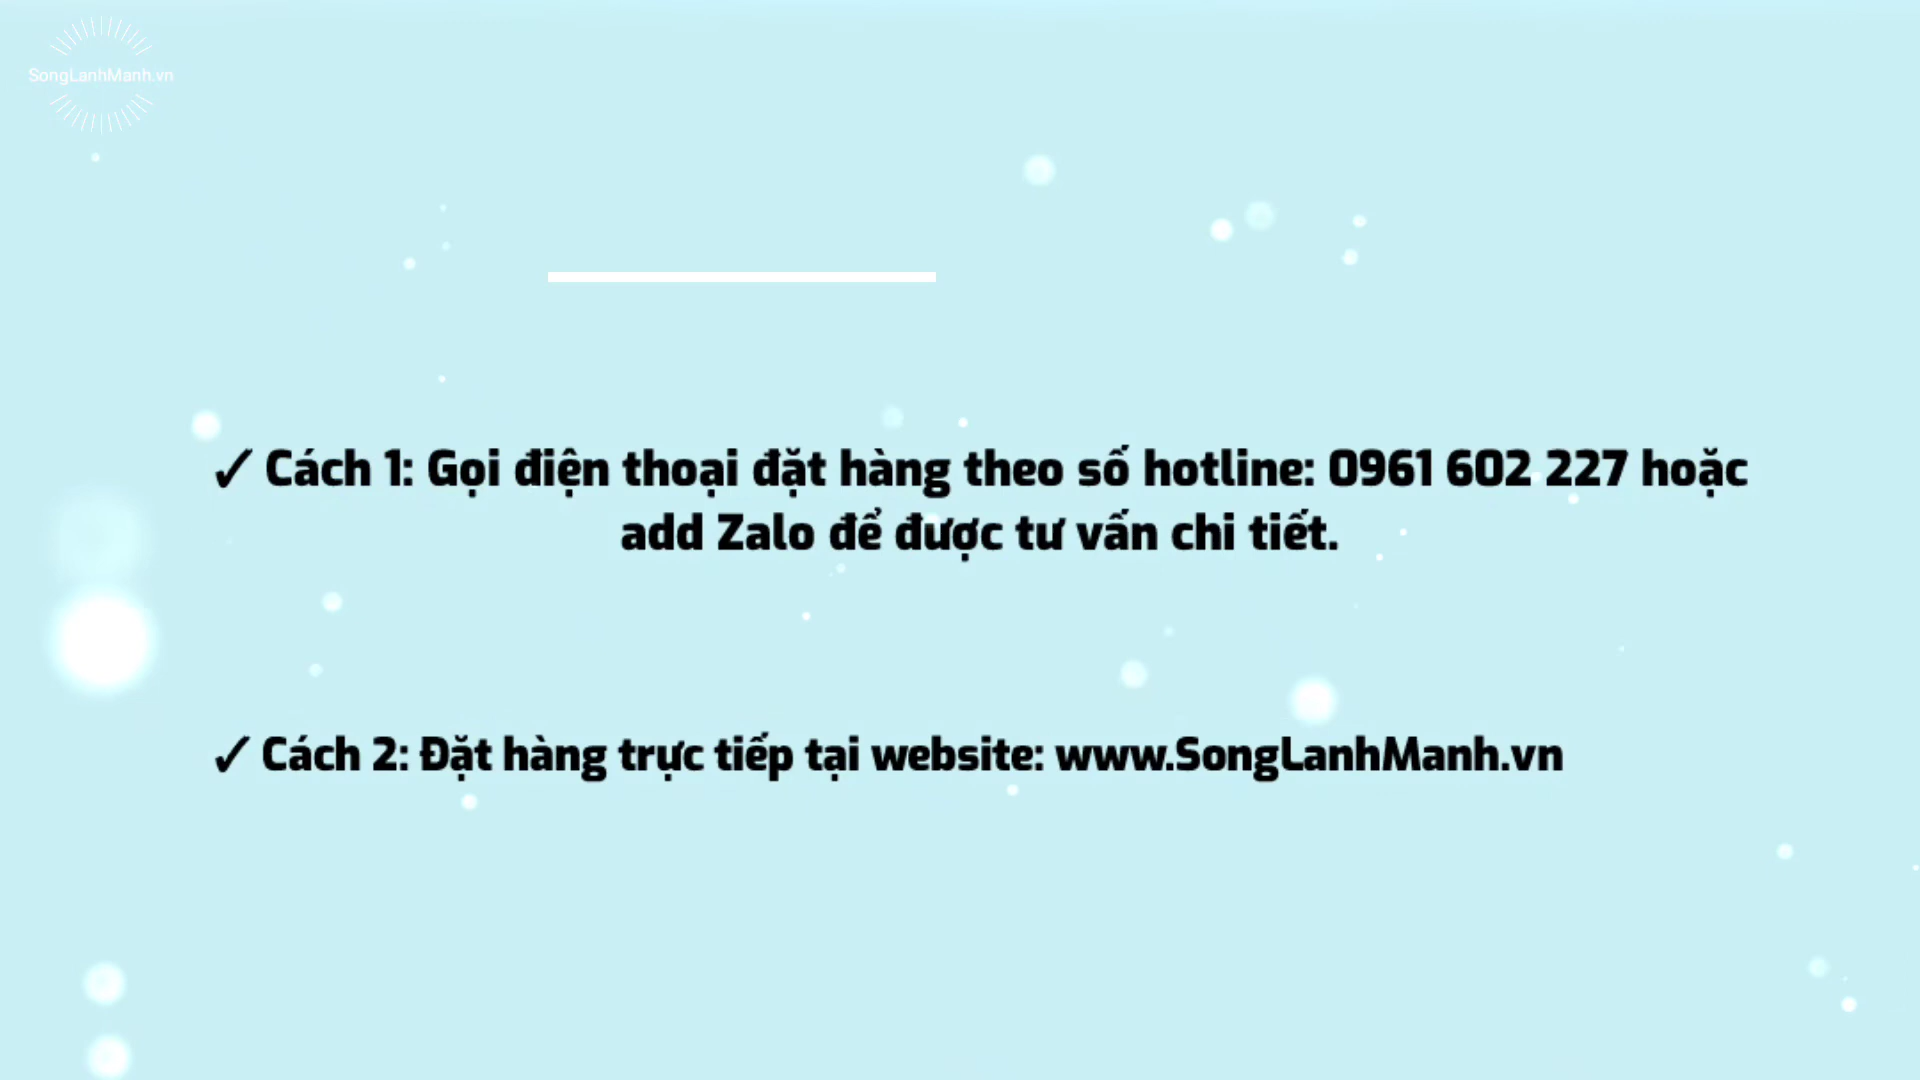 SongLanhManh.vn
✓ Cách 1: Gọi điện thoại đặt hàng theo số hotline: 0961 602 227 hoặc
add Zalo để được tư vấn chi tiết.
✓ Cách 2: Đặt hàng trực tiếp tại website: www.SongLanhManh.vn